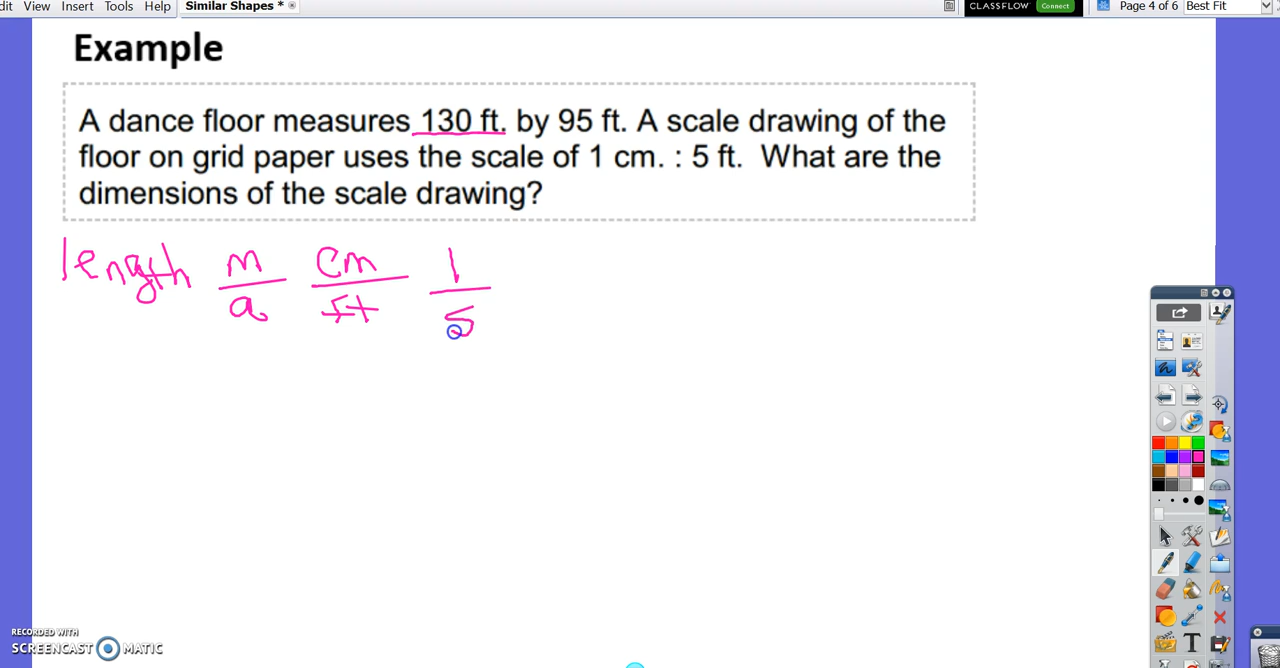 dit View Insert Tools Help Similar Shapes * CLASSFLOW Connect Page 4 of 6 Best Fit
Example
A dance floor measures 130 ft. by 95 ft. A scale drawing of the
floor on grid paper uses the scale of 1 cm. : 5 ft. What are the
dimensions of the scale drawing?
length m cm 1
a ft 5
T
RECORDED WITH
SCREENCAST MATIC